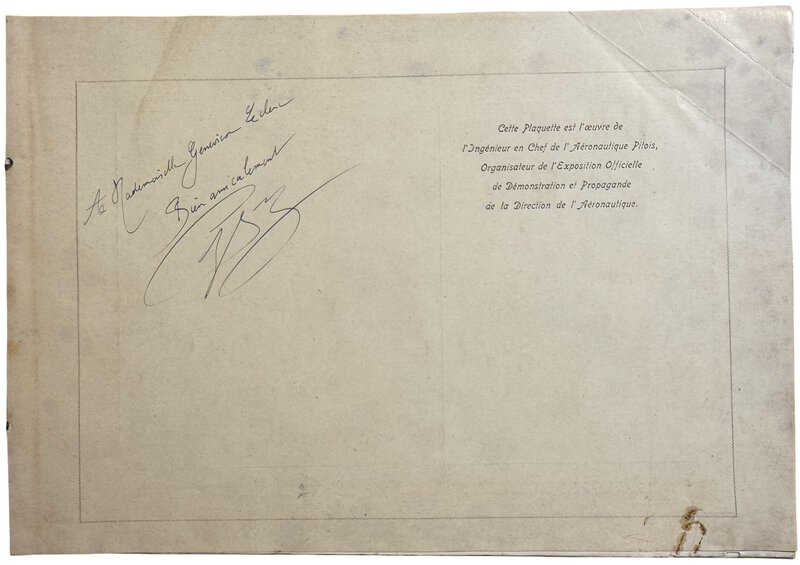 A Mademoiselle Geneviève Leclerc
Bien amicalement
Cette Plaquette est l'œuvre de
l'Ingénieur en Chef de l'Aéronautique Pitois,
Organisateur de l'Exposition Officielle
de Démonstration et Propagande
de la Direction de l'Aéronautique.